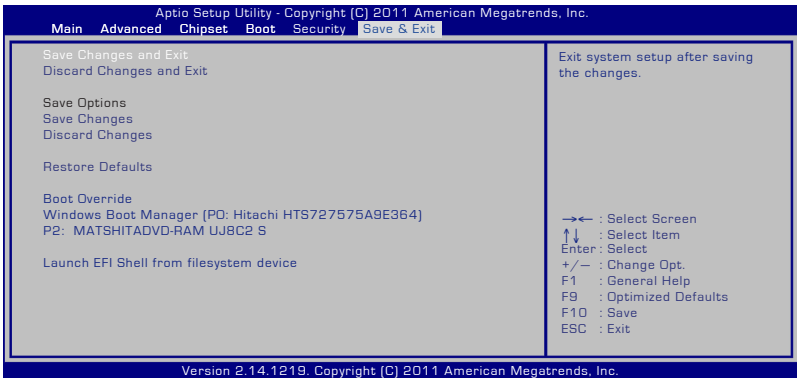 Aptio Setup Utility - Copyright (C) 2011 American Megatrends, Inc.
Main Advanced Chipset Boot Security Save & Exit
Save Changes and Exit
Discard Changes and Exit
Save Options
Save Changes
Discard Changes
Restore Defaults
Boot Override
Windows Boot Manager (P0: Hitachi HTS727575A9E364)
P2: MATSHITADVD-RAM UJ8C2 S
Launch EFI Shell from filesystem device
Exit system setup after saving
the changes.
→← : Select Screen
↑↓ : Select Item
Enter : Select
+/— : Change Opt.
F1 : General Help
F9 : Optimized Defaults
F10 : Save
ESC : Exit
Version 2.14.1219. Copyright (C) 2011 American Megatrends, Inc.